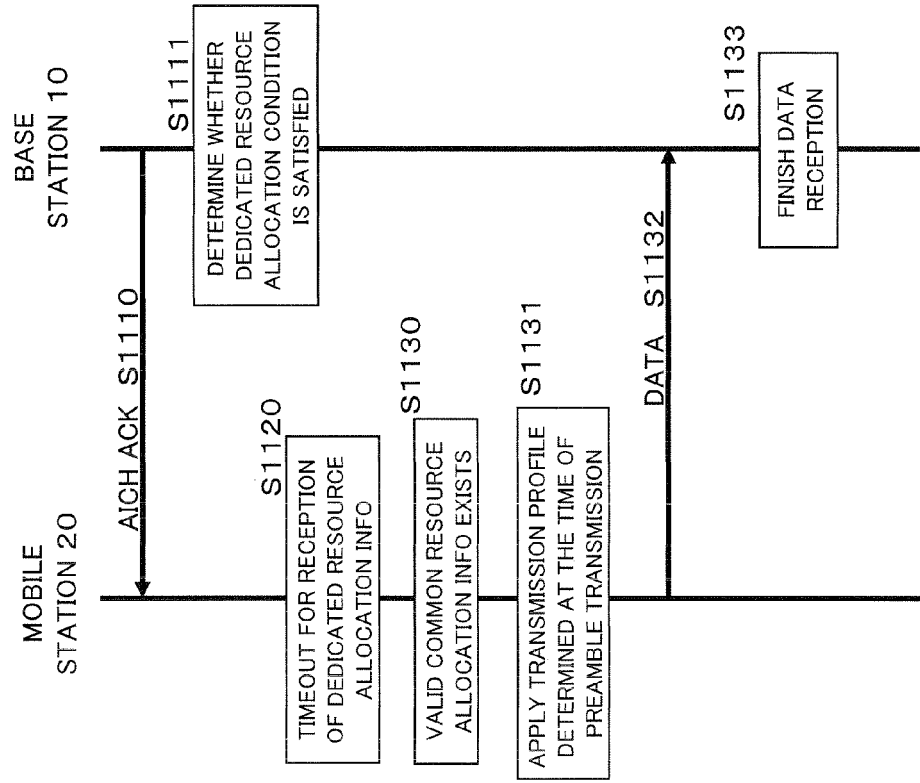 MOBILE
STATION 20
BASE
STATION 10
AICH ACK S1110
S1111
DETERMINE WHETHER
DEDICATED RESOURCE
ALLOCATION CONDITION
IS SATISFIED
S1120
TIMEOUT FOR RECEPTION
OF DEDICATED RESOURCE
ALLOCATION INFO
S1130
VALID COMMON RESOURCE
ALLOCATION INFO EXISTS
S1131
APPLY TRANSMISSION PROFILE
DETERMINED AT THE TIME OF
PREAMBLE TRANSMISSION
DATA S1132
S1133
FINISH DATA
RECEPTION